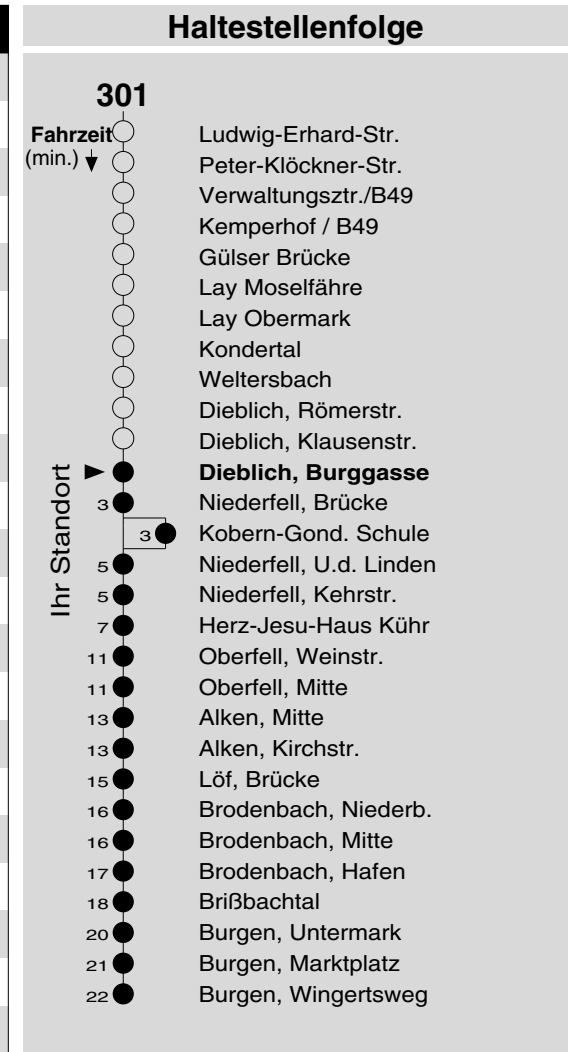 Haltestellenfolge
301
Fahrzeit Ludwig-Erhard-Str.
(min.) Peter-Klöckner-Str.
Verwaltungsztr./B49
Kemperhof / B49
Gülser Brücke
Lay Moselfähre
Lay Obermark
Kondertal
Weltersbach
Dieblich, Römerstr.
Dieblich, Klausenstr.
Ihr Standort
Dieblich, Burggasse
3 Niederfell, Brücke
3 Kobern-Gond. Schule
5 Niederfell, U.d. Linden
5 Niederfell, Kehrstr.
7 Herz-Jesu-Haus Kühr
11 Oberfell, Weinstr.
11 Oberfell, Mitte
13 Alken, Mitte
13 Alken, Kirchstr.
15 Löf, Brücke
16 Brodenbach, Niederb.
16 Brodenbach, Mitte
17 Brodenbach, Hafen
18 Brißbachtal
20 Burgen, Untermark
21 Burgen, Marktplatz
22 Burgen, Wingertsweg